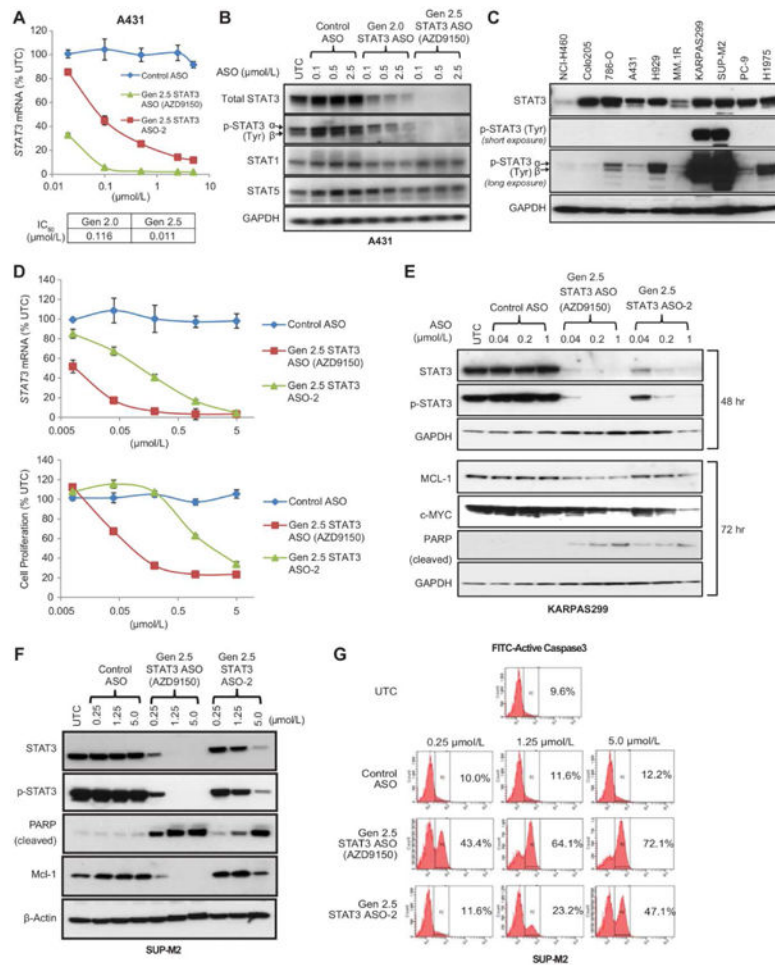 A
A431
STAT3 mRNA (% UTC)
120
100
80
60
40
20
0
0.01
0.1
1
10
(µmol/L)
Control ASO
Gen 2.5 STAT3
ASO (AZD9150)
Gen 2.5 STAT3
ASO-2
IC50
(µmol/L)
Gen 2.0
Gen 2.5
0.116
0.011
B
Control
ASO
Gen 2.0
STAT3 ASO
Gen 2.5
STAT3 ASO
(AZD9150)
ASO (µmol/L)
UTC
0.1
0.5
2.5
0.1
0.5
2.5
0.1
0.5
2.5
Total STAT3
p-STAT3 α
(Tyr) β
STAT1
STAT5
GAPDH
A431
C
NCI-H460
Colo205
786-O
A431
H929
MM.1R
KARPAS299
SUP-M2
PC-9
H1975
STAT3
p-STAT3 (Tyr)
(short exposure)
p-STAT3 α
(Tyr) β
(long exposure)
GAPDH
D
STAT3 mRNA (% UTC)
140
120
100
80
60
40
20
0
0.005
0.05
0.5
5
(µmol/L)
Control ASO
Gen 2.5 STAT3
ASO (AZD9150)
Gen 2.5 STAT3
ASO-2
Cell Proliferation (% UTC)
140
120
100
80
60
40
20
0
0.005
0.05
0.5
5
(µmol/L)
Control ASO
Gen 2.5 STAT3
ASO (AZD9150)
Gen 2.5 STAT3
ASO-2
E
Control ASO
Gen 2.5
STAT3 ASO
(AZD9150)
Gen 2.5
STAT3 ASO-2
ASO
(µmol/L)
UTC
0.04
0.2
1
0.04
0.2
1
0.04
0.2
1
STAT3
p-STAT3
GAPDH
48 hr
MCL-1
c-MYC
PARP
(cleaved)
GAPDH
72 hr
KARPAS299
F
Control
ASO
Gen 2.5
STAT3 ASO
(AZD9150)
Gen 2.5
STAT3
ASO-2
UTC
0.25
1.25
5.0
0.25
1.25
5.0
0.25
1.25
5.0
(µmol/L)
STAT3
p-STAT3
PARP
(cleaved)
Mcl-1
β-Actin
SUP-M2
G
FITC-Active Caspase3
UTC
9.6%
0.25 µmol/L
1.25 µmol/L
5.0 µmol/L
Control
ASO
10.0%
11.6%
12.2%
Gen 2.5
STAT3 ASO
(AZD9150)
43.4%
64.1%
72.1%
Gen 2.5
STAT3 ASO-2
11.6%
23.2%
47.1%
SUP-M2